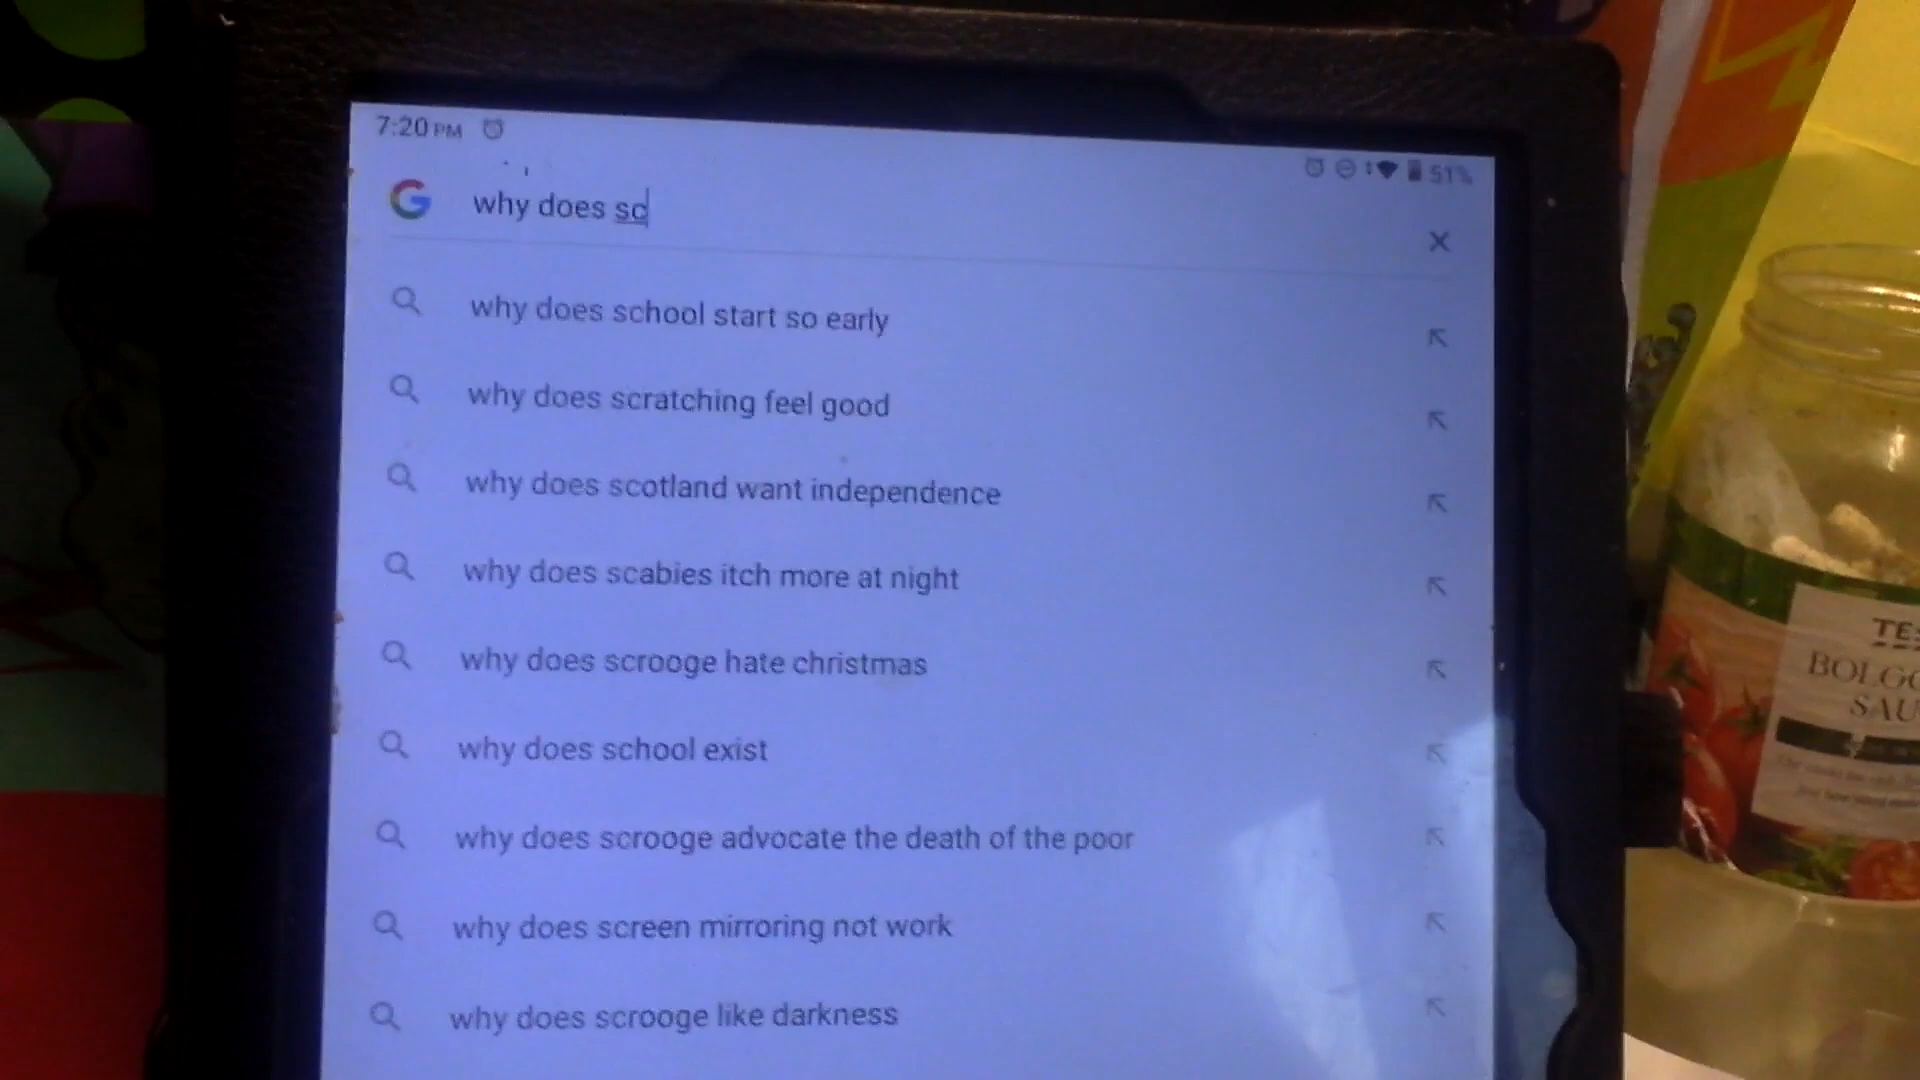 7:20 PM
51%
why does sc
why does school start so early
why does scratching feel good
why does scotland want independence
why does scabies itch more at night
why does scrooge hate christmas
why does school exist
why does scrooge advocate the death of the poor
why does screen mirroring not work
why does scrooge like darkness
TES
BOLOG
SAU